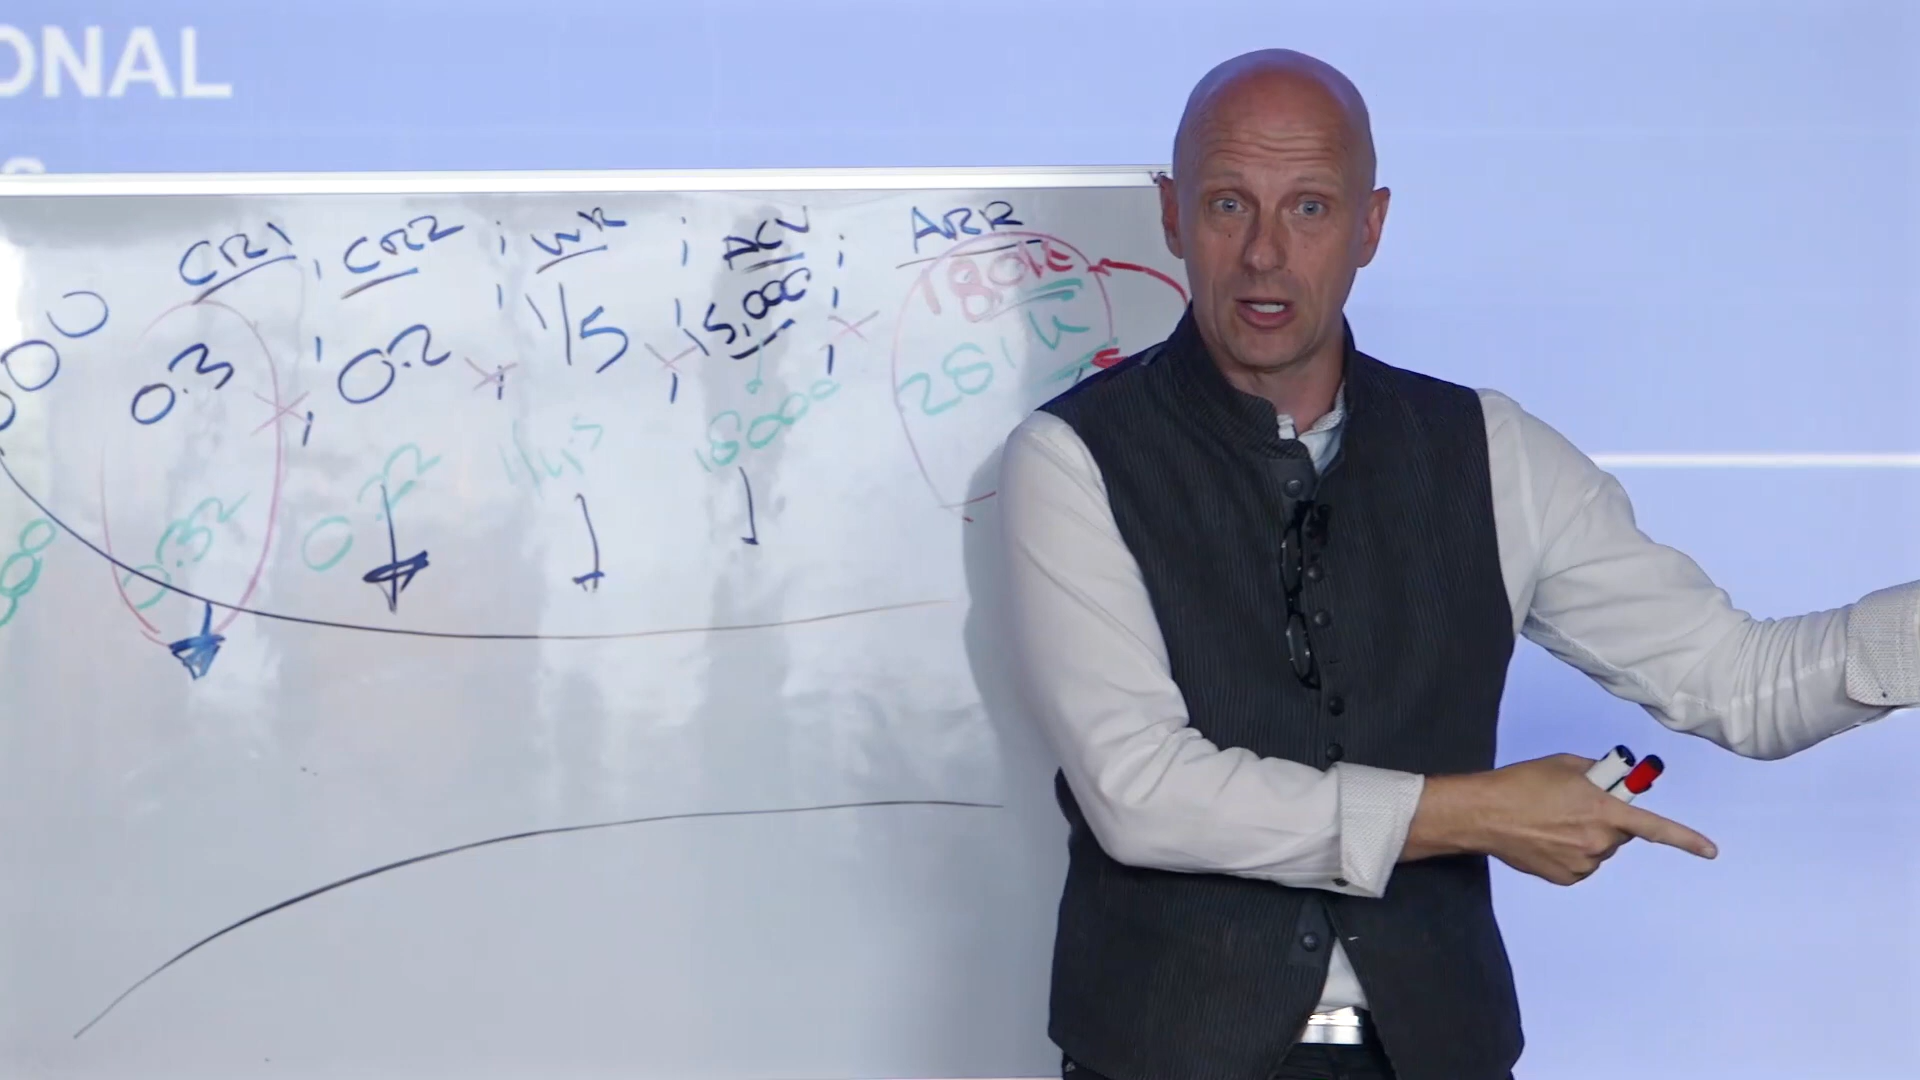 ONAL
CR1 CR2 WR ACV ARR
00 0.3 × 0.2 × 1/5 × 15,000 × 180k
281k
0.32 0.22 1/4.5 18000